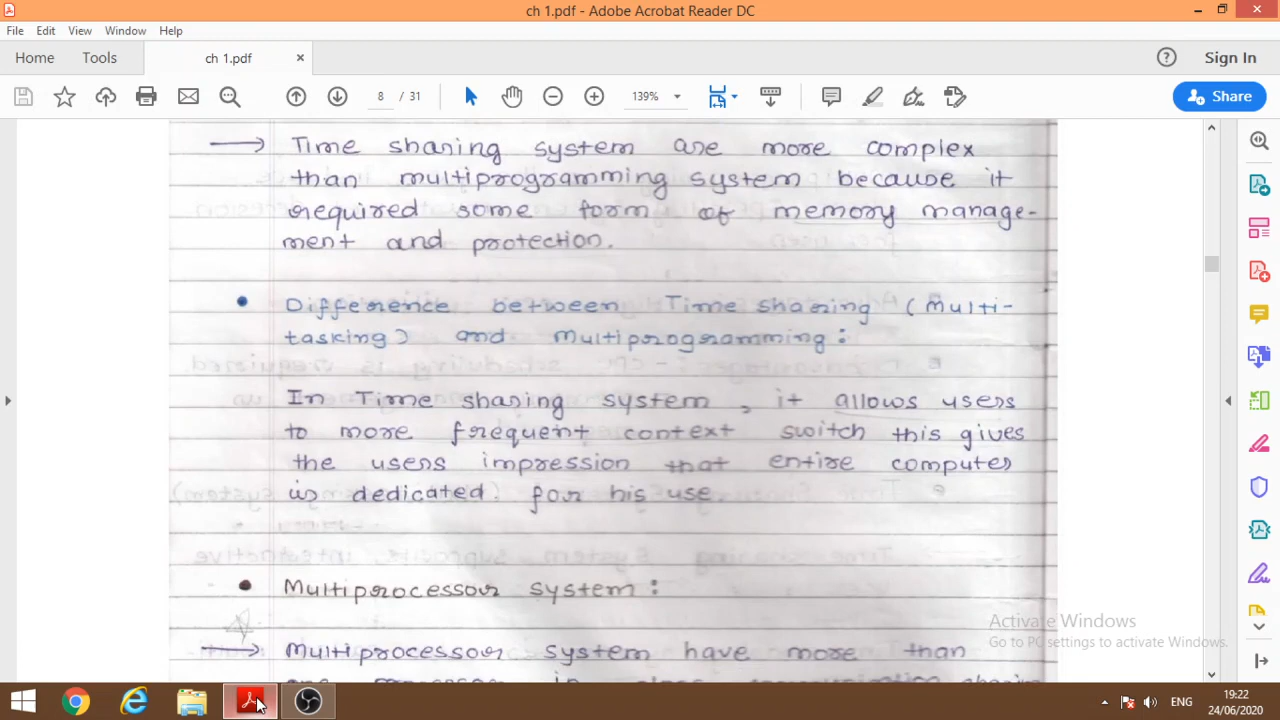 ch 1.pdf - Adobe Acrobat Reader DC
File Edit View Window Help
Home Tools ch 1.pdf × Sign In
8 / 31 139% Share
Time sharing system are more complex
than multiprogramming system because it
required some form of memory manage-
ment and protection.
• Difference between Time sharing (Multi-
tasking) and multiprogramming:
In Time sharing system, it allows users
to more frequent context switch this gives
the users impression that entire computer
is dedicated for his use
• Multiprocessor system:
Multiprocessor system have more than
Activate Windows
Go to PC settings to activate Windows.
ENG 19:22
24/06/2020